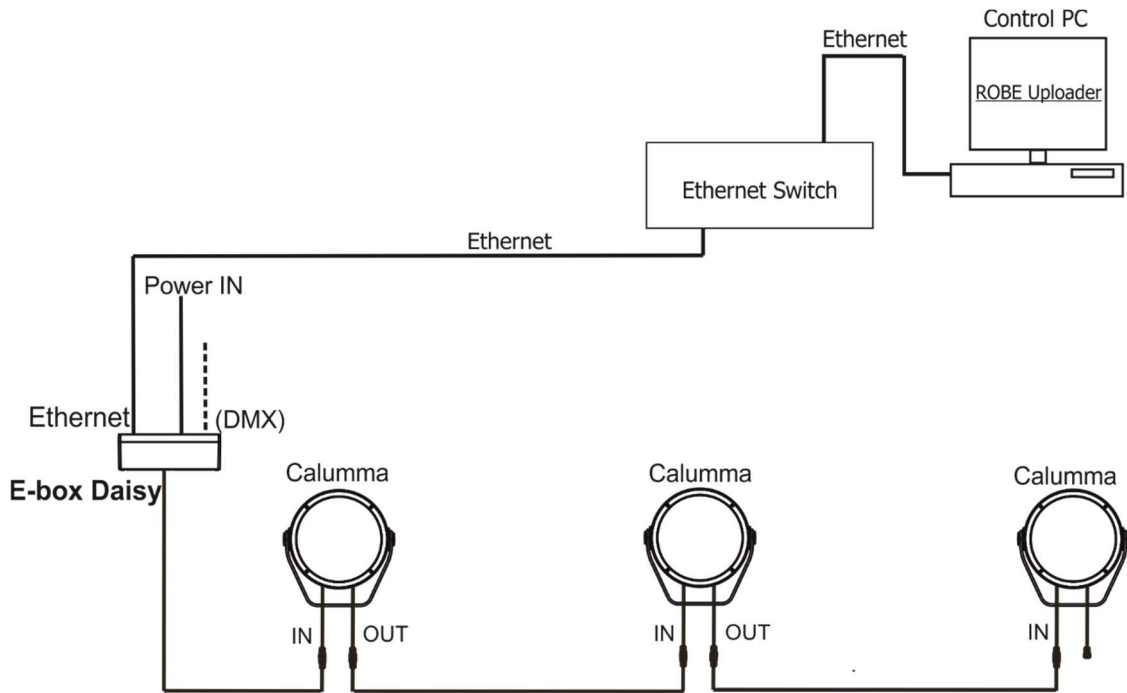 Control PC
Ethernet
ROBE Uploader
Ethernet Switch
Ethernet
Power IN
Ethernet
(DMX)
E-box Daisy
Calumma
Calumma
Calumma
IN
OUT
IN
OUT
IN